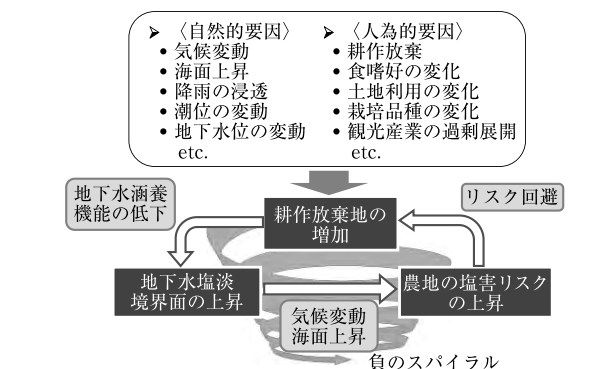 ➢ 〈自然的要因〉
• 気候変動
• 海面上昇
• 降雨の浸透
• 潮位の変動
• 地下水位の変動
etc.
➢ 〈人為的要因〉
• 耕作放棄
• 食嗜好の変化
• 土地利用の変化
• 栽培品種の変化
• 観光産業の過剰展開
etc.
地下水涵養
機能の低下
耕作放棄地の
増加
リスク回避
地下水塩淡
境界面の上昇
農地の塩害リスク
の上昇
気候変動
海面上昇
負のスパイラル